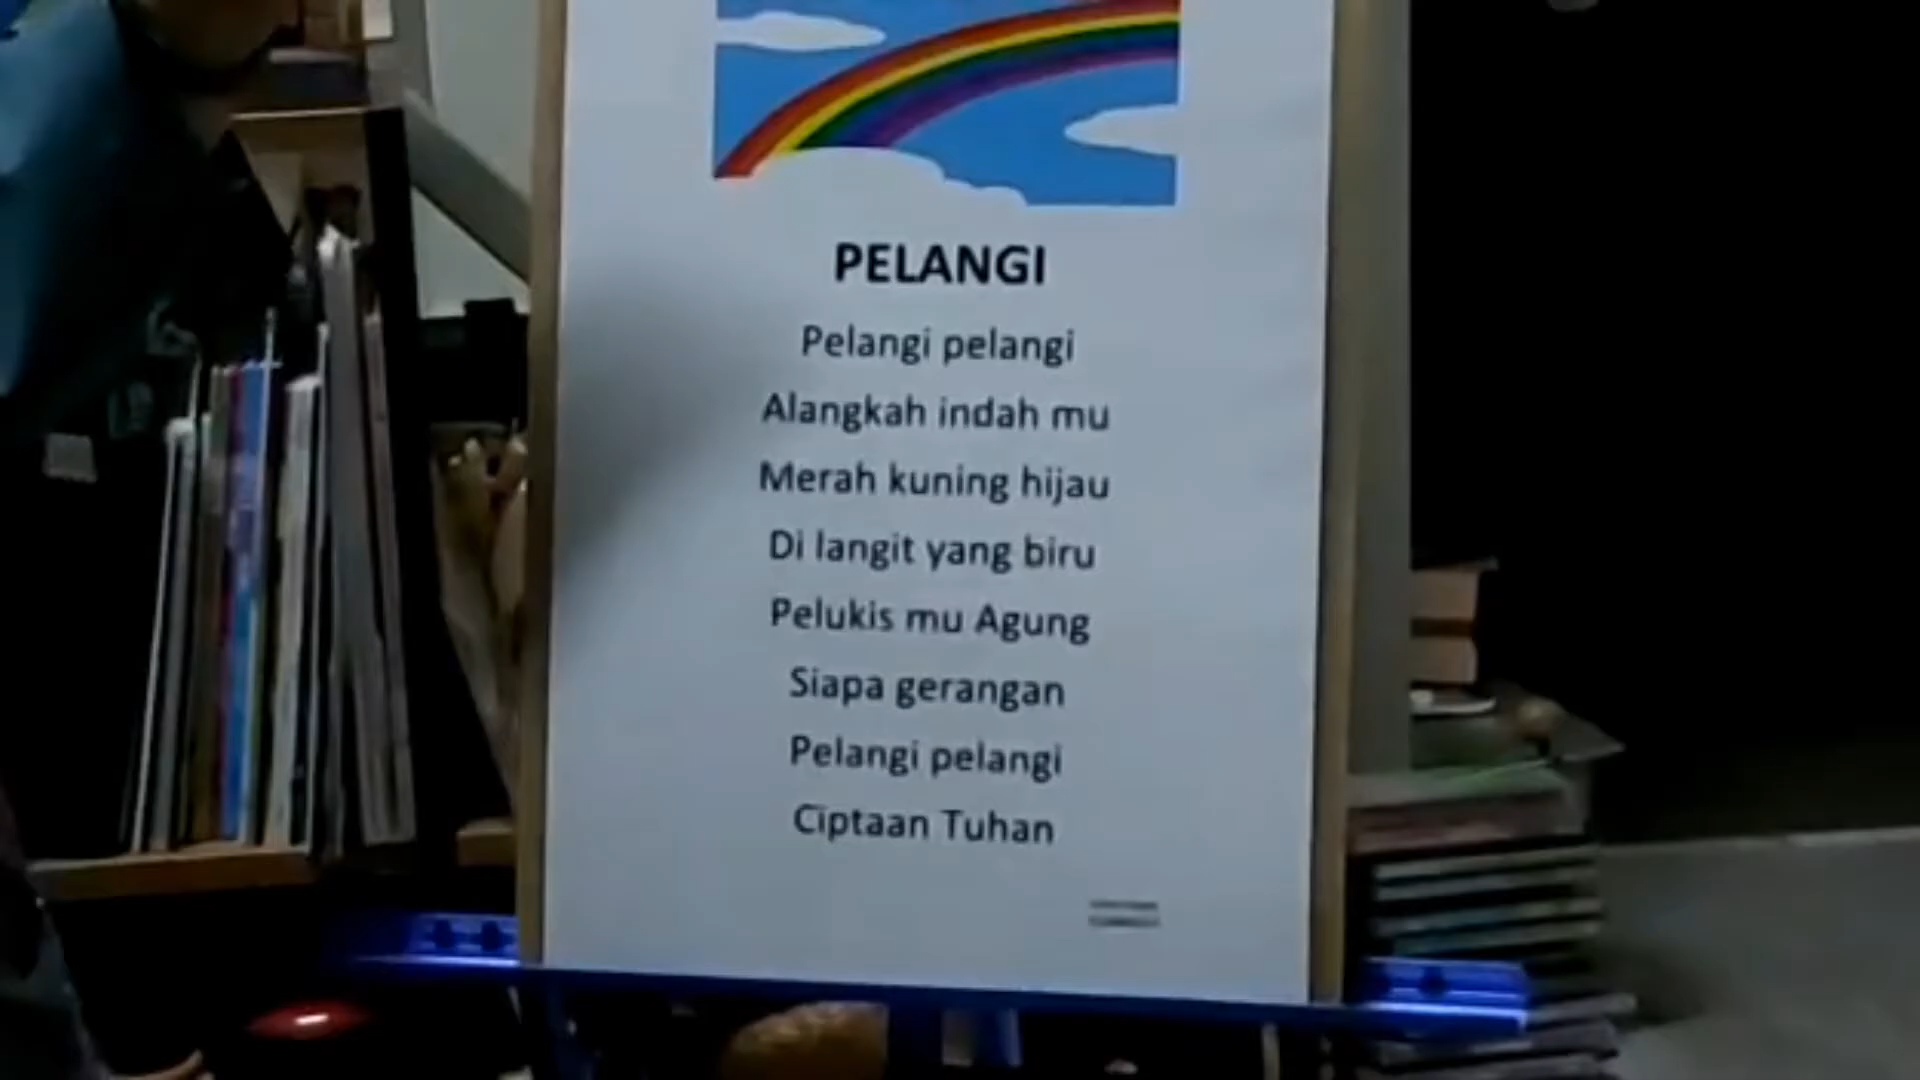 PELANGI
Pelangi pelangi
Alangkah indah mu
Merah kuning hijau
Di langit yang biru
Pelukis mu Agung
Siapa gerangan
Pelangi pelangi
Ciptaan Tuhan